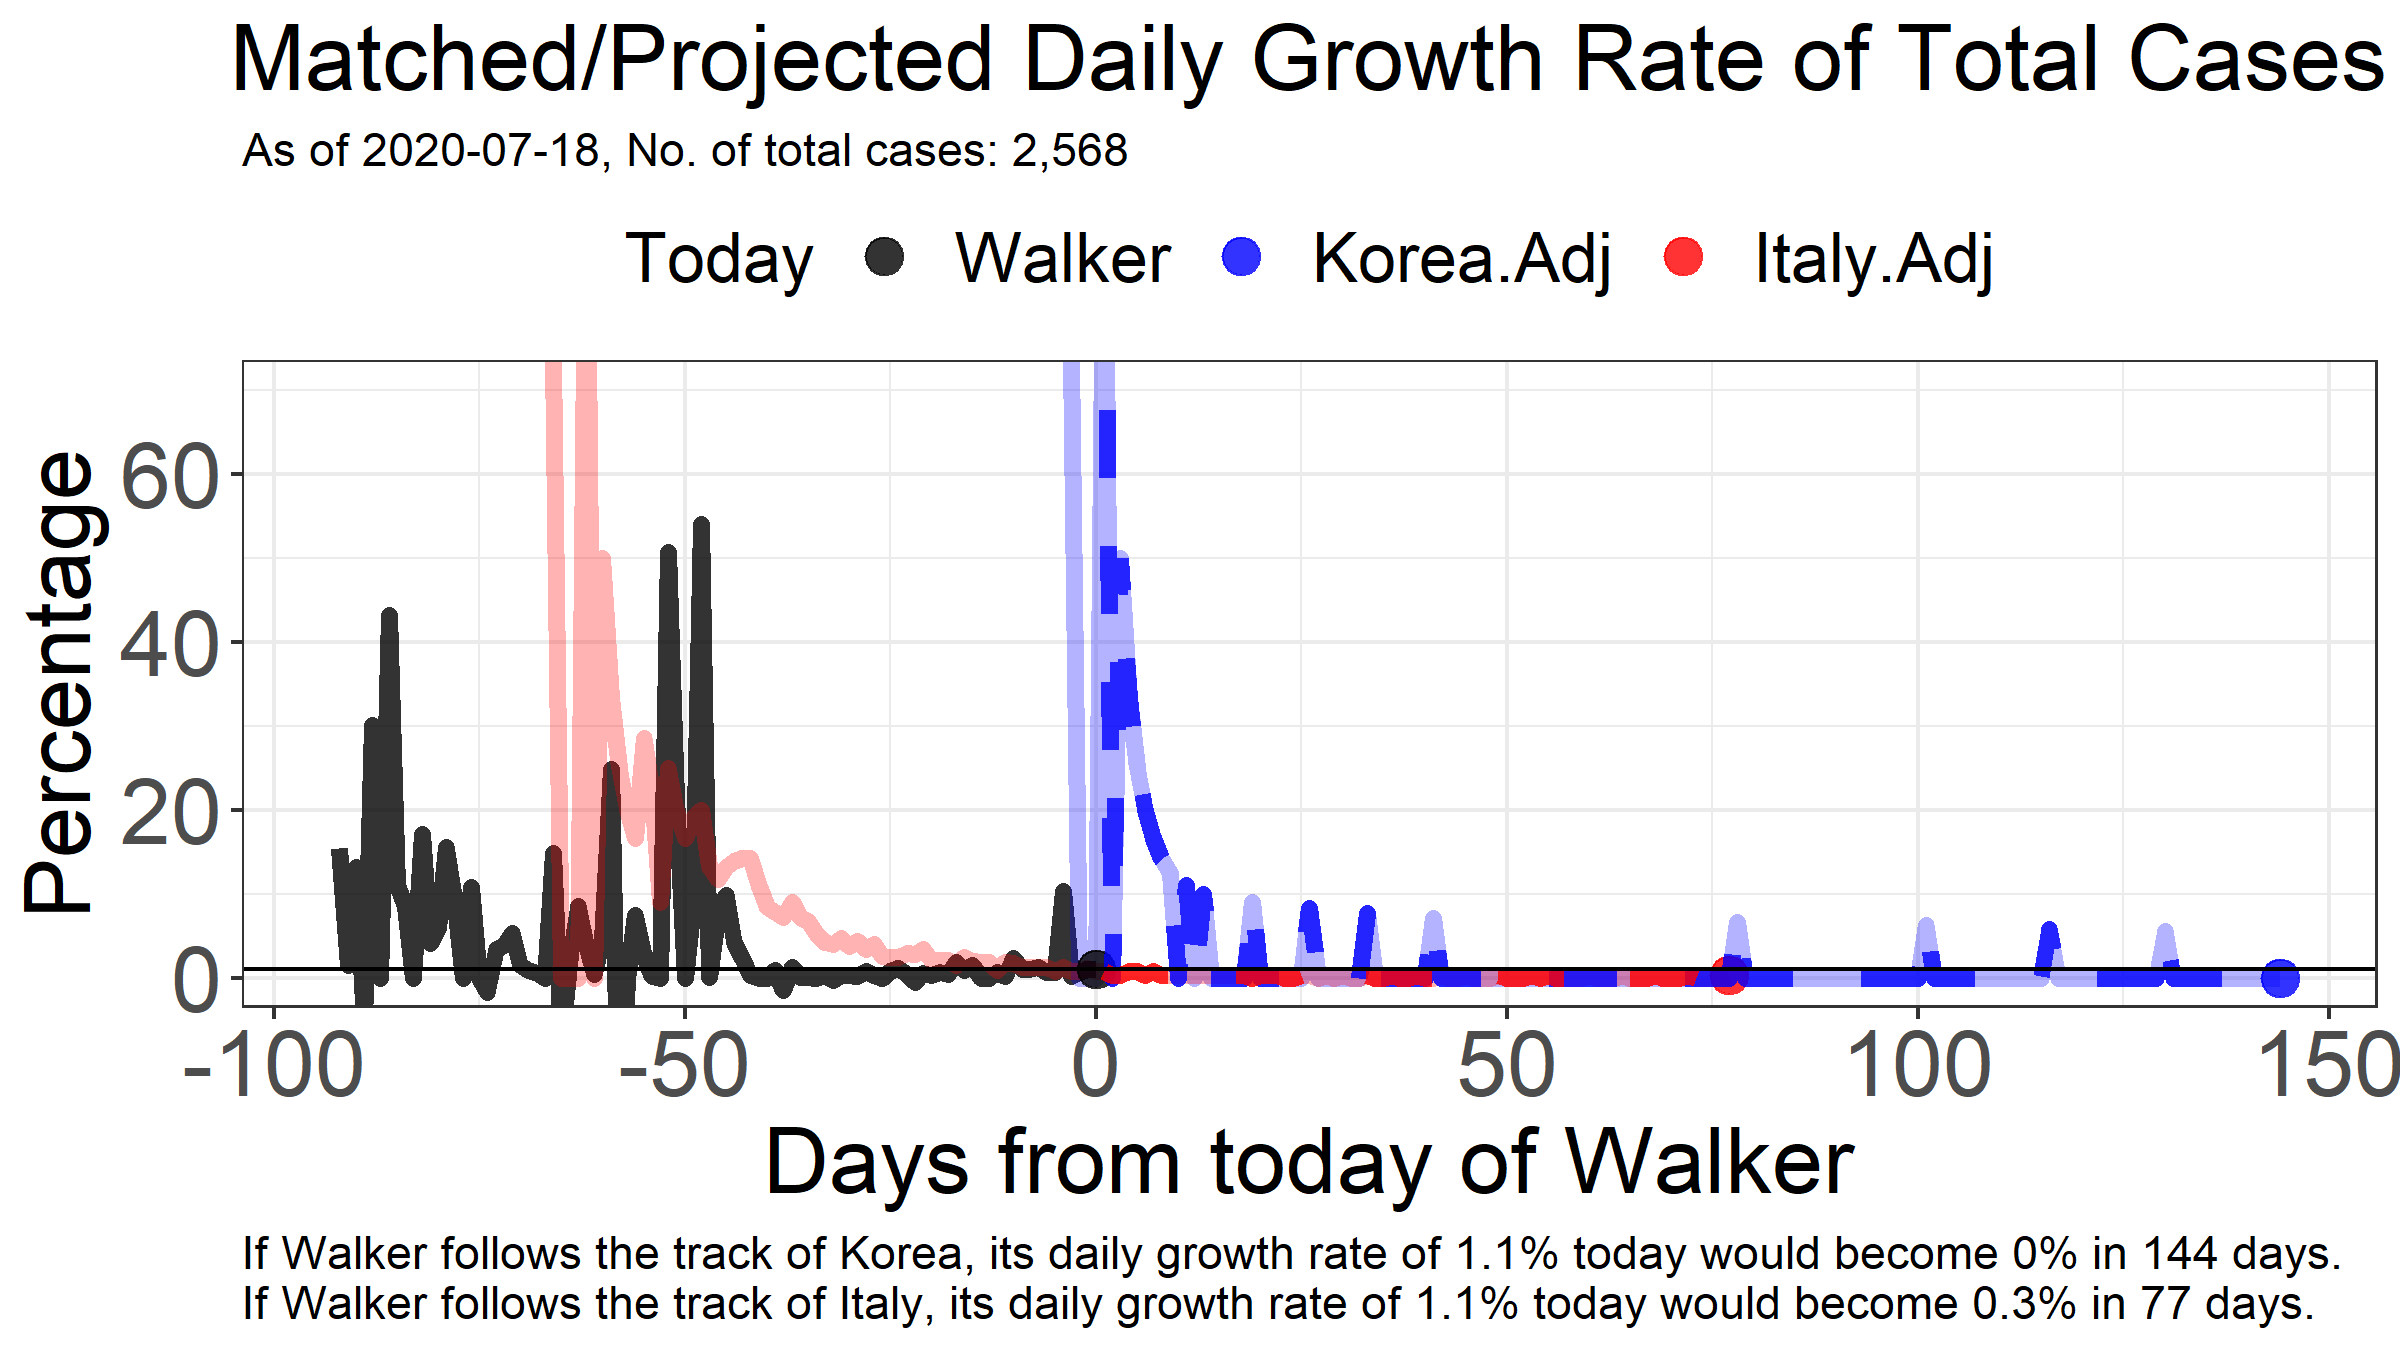 Matched/Projected Daily Growth Rate of Total Cases
As of 2020-07-18, No. of total cases: 2,568
Today Walker Korea.Adj Italy.Adj
Percentage
60
40
20
0
-100 -50 0 50 100 150
Days from today of Walker
If Walker follows the track of Korea, its daily growth rate of 1.1% today would become 0% in 144 days.
If Walker follows the track of Italy, its daily growth rate of 1.1% today would become 0.3% in 77 days.